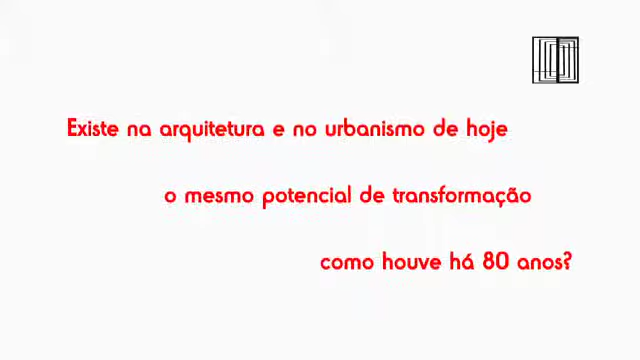 Existe na arquitetura e no urbanismo de hoje
o mesmo potencial de transformação
como houve há 80 anos?